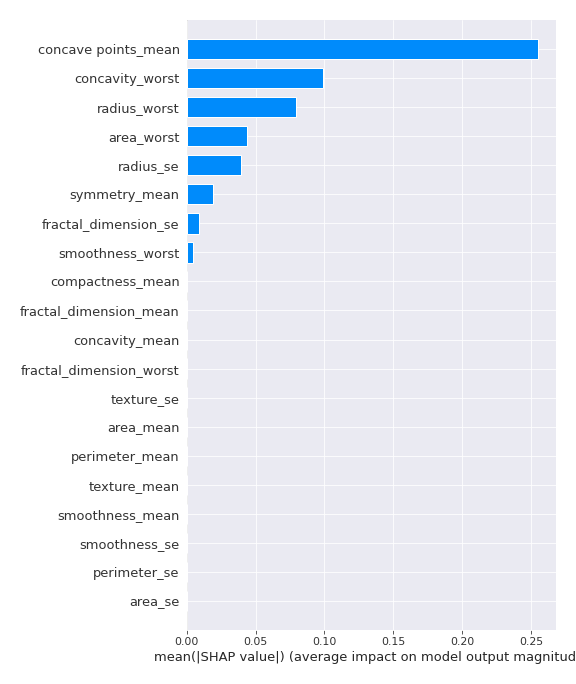 concave points_mean
concavity_worst
radius_worst
area_worst
radius_se
symmetry_mean
fractal_dimension_se
smoothness_worst
compactness_mean
fractal_dimension_mean
concavity_mean
fractal_dimension_worst
texture_se
area_mean
perimeter_mean
texture_mean
smoothness_mean
smoothness_se
perimeter_se
area_se
0.00 0.05 0.10 0.15 0.20 0.25
mean(|SHAP value|) (average impact on model output magnitud